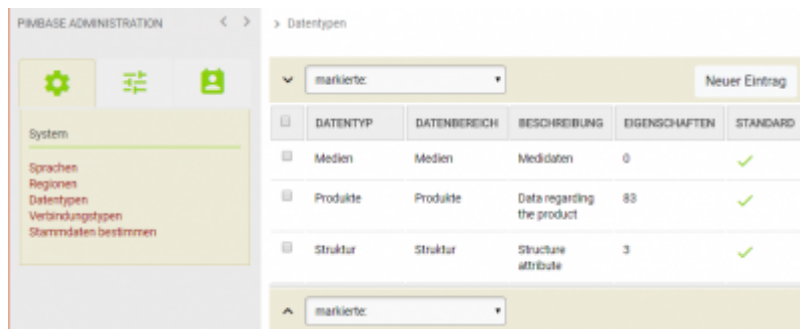 PIMBASE ADMINISTRATION
> Datentypen
markierte:
Neuer Eintrag
System
Sprachen
Regionen
Datentypen
Verbindungstypen
Stammdaten bestimmen
DATENTYP DATENBEREICH BESCHREIBUNG EIGENSCHAFTEN STANDARD
Medien Medien Medidaten 0
Produkte Produkte Data regarding 83
the product
Struktur Struktur Structure 3
attribute
markierte: